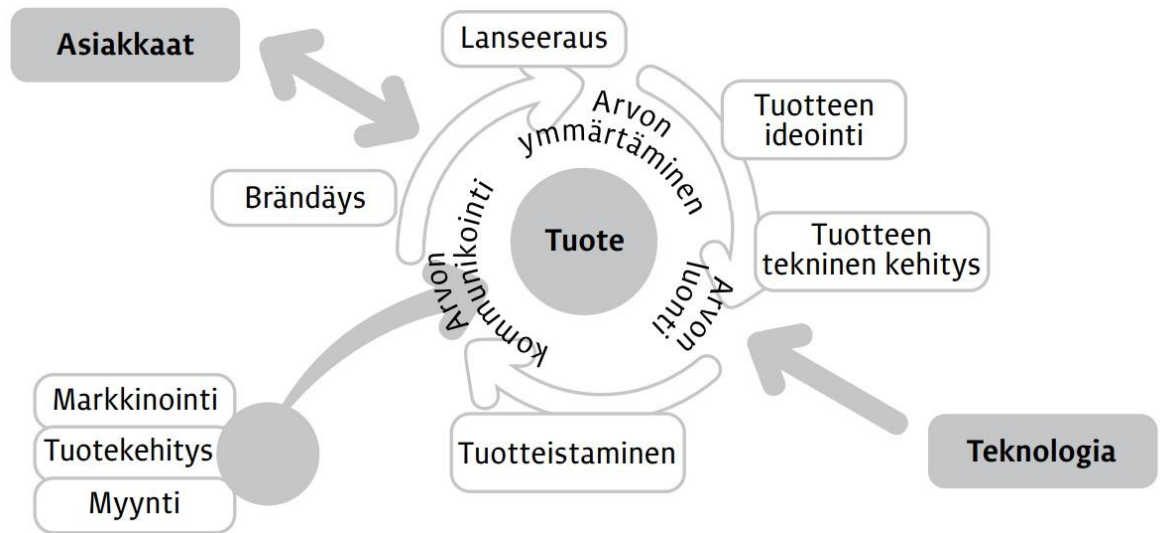 Asiakkaat
Lanseeraus
Tuotteen
ideointi
Brändäys
Arvon
ymmärtäminen
Tuote
Tuotteen
tekninen kehitys
Arvon
luonti
Arvon
kommunikointi
Markkinointi
Tuotekehitys
Myynti
Tuotteistaminen
Teknologia